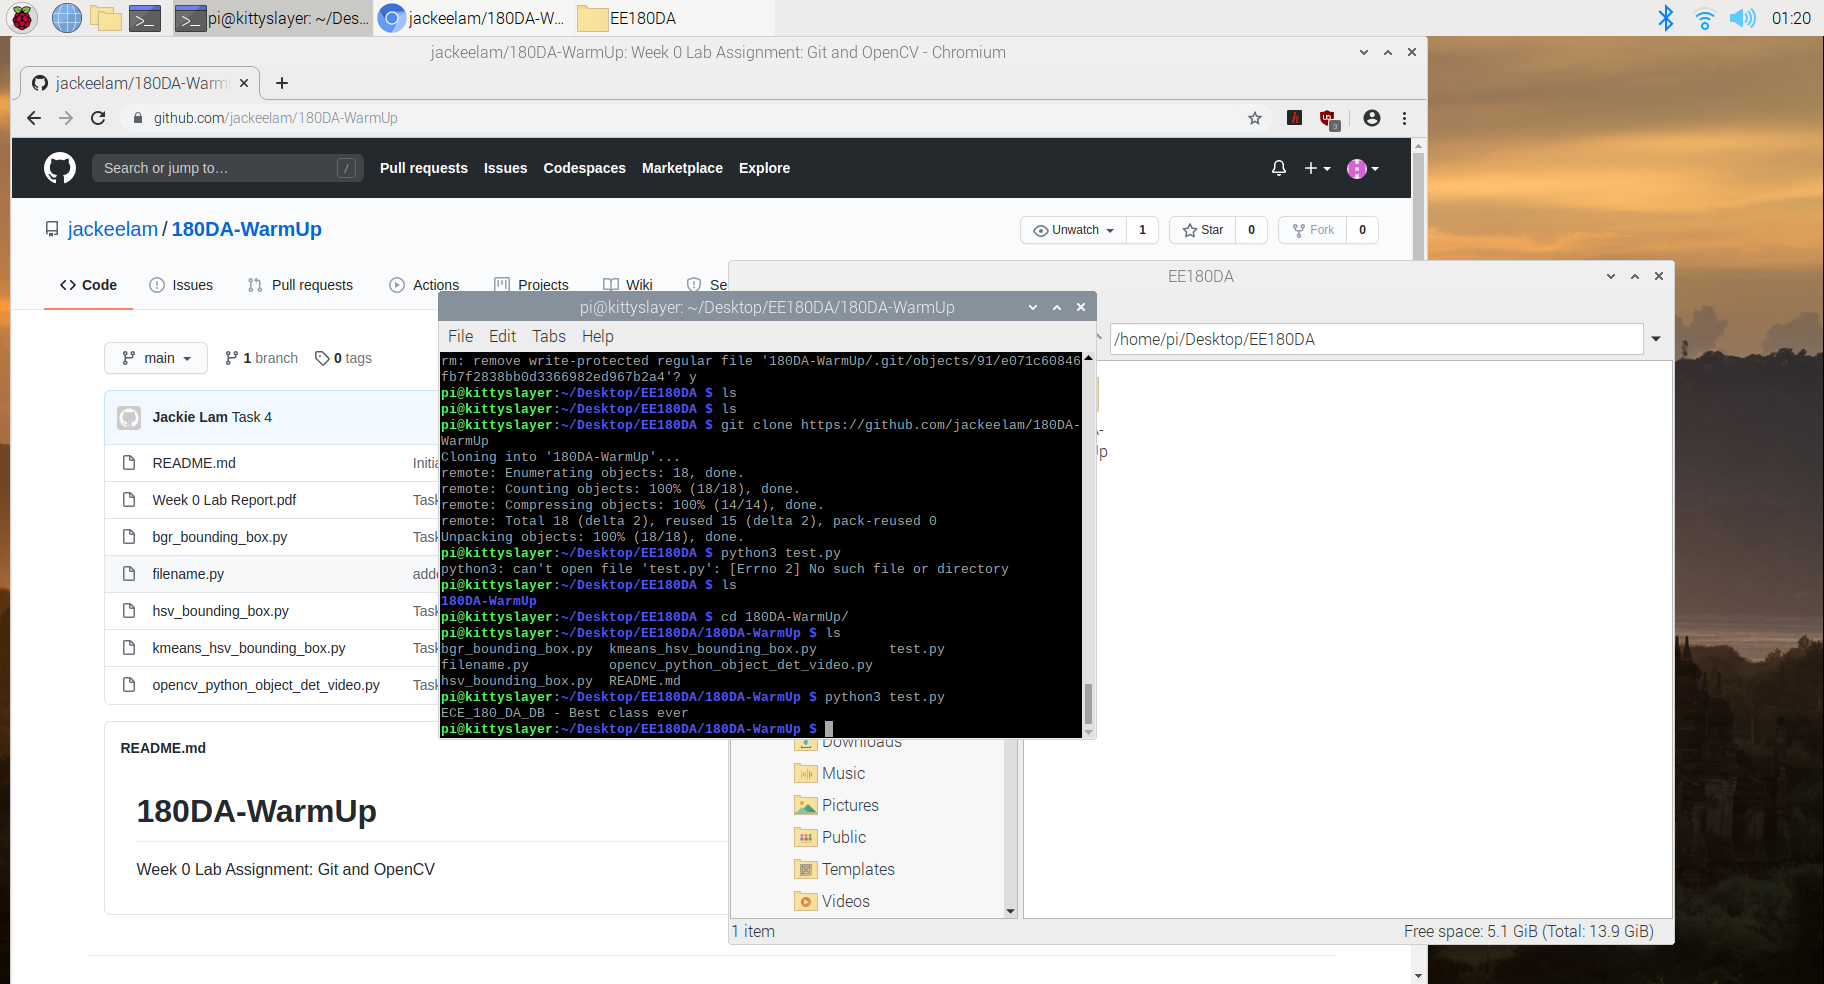 pi@kittyslayer: ~/Des...
jackeelam/180DA-W...
EE180DA
01:20
jackeelam/180DA-WarmUp: Week 0 Lab Assignment: Git and OpenCV - Chromium
jackeelam/180DA-Warm
github.com/jackeelam/180DA-WarmUp
3
Search or jump to…
/
Pull requests
Issues
Codespaces
Marketplace
Explore
jackeelam / 180DA-WarmUp
Unwatch
1
Star
0
Fork
0
Code
Issues
Pull requests
Actions
Projects
Wiki
Se
main
1 branch
0 tags
Jackie Lam Task 4
README.md Initia
Week 0 Lab Report.pdf Task
bgr_bounding_box.py Task
filename.py adde
hsv_bounding_box.py Task
kmeans_hsv_bounding_box.py Task
opencv_python_object_det_video.py Task
README.md
180DA-WarmUp
Week 0 Lab Assignment: Git and OpenCV
EE180DA
/home/pi/Desktop/EE180DA
Downloads
Music
Pictures
Public
Templates
Videos
1 item
Free space: 5.1 GiB (Total: 13.9 GiB)
pi@kittyslayer: ~/Desktop/EE180DA/180DA-WarmUp
File Edit Tabs Help
rm: remove write-protected regular file '180DA-WarmUp/.git/objects/91/e071c60846
fb7f2838bb0d3366982ed967b2a4'? y
pi@kittyslayer:~/Desktop/EE180DA $ ls
pi@kittyslayer:~/Desktop/EE180DA $ ls
pi@kittyslayer:~/Desktop/EE180DA $ git clone https://github.com/jackeelam/180DA-
WarmUp
Cloning into '180DA-WarmUp'...
remote: Enumerating objects: 18, done.
remote: Counting objects: 100% (18/18), done.
remote: Compressing objects: 100% (14/14), done.
remote: Total 18 (delta 2), reused 15 (delta 2), pack-reused 0
Unpacking objects: 100% (18/18), done.
pi@kittyslayer:~/Desktop/EE180DA $ python3 test.py
python3: can't open file 'test.py': [Errno 2] No such file or directory
pi@kittyslayer:~/Desktop/EE180DA $ ls
180DA-WarmUp
pi@kittyslayer:~/Desktop/EE180DA $ cd 180DA-WarmUp/
pi@kittyslayer:~/Desktop/EE180DA/180DA-WarmUp $ ls
bgr_bounding_box.py kmeans_hsv_bounding_box.py test.py
filename.py opencv_python_object_det_video.py
hsv_bounding_box.py README.md
pi@kittyslayer:~/Desktop/EE180DA/180DA-WarmUp $ python3 test.py
ECE_180_DA_DB - Best class ever
pi@kittyslayer:~/Desktop/EE180DA/180DA-WarmUp $